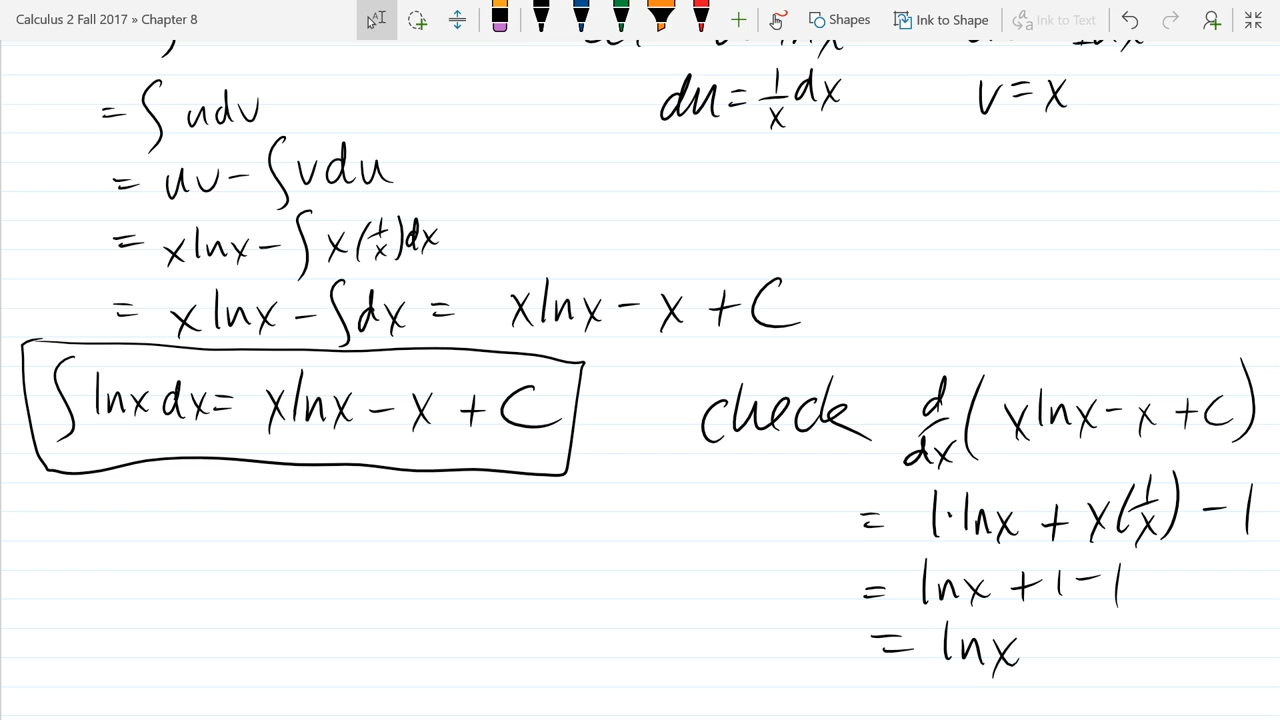 Calculus 2 Fall 2017 » Chapter 8
Shapes
Ink to Shape
Ink to Text
= ∫ u dv
du = 1/x dx
v = x
= uv - ∫ v du
= x ln x - ∫ x (1/x) dx
= x ln x - ∫ dx = x ln x - x + C
∫ ln x dx = x ln x - x + C
check d/dx ( x ln x - x + C )
= 1 · ln x + x (1/x) - 1
= ln x + 1 - 1
= ln x